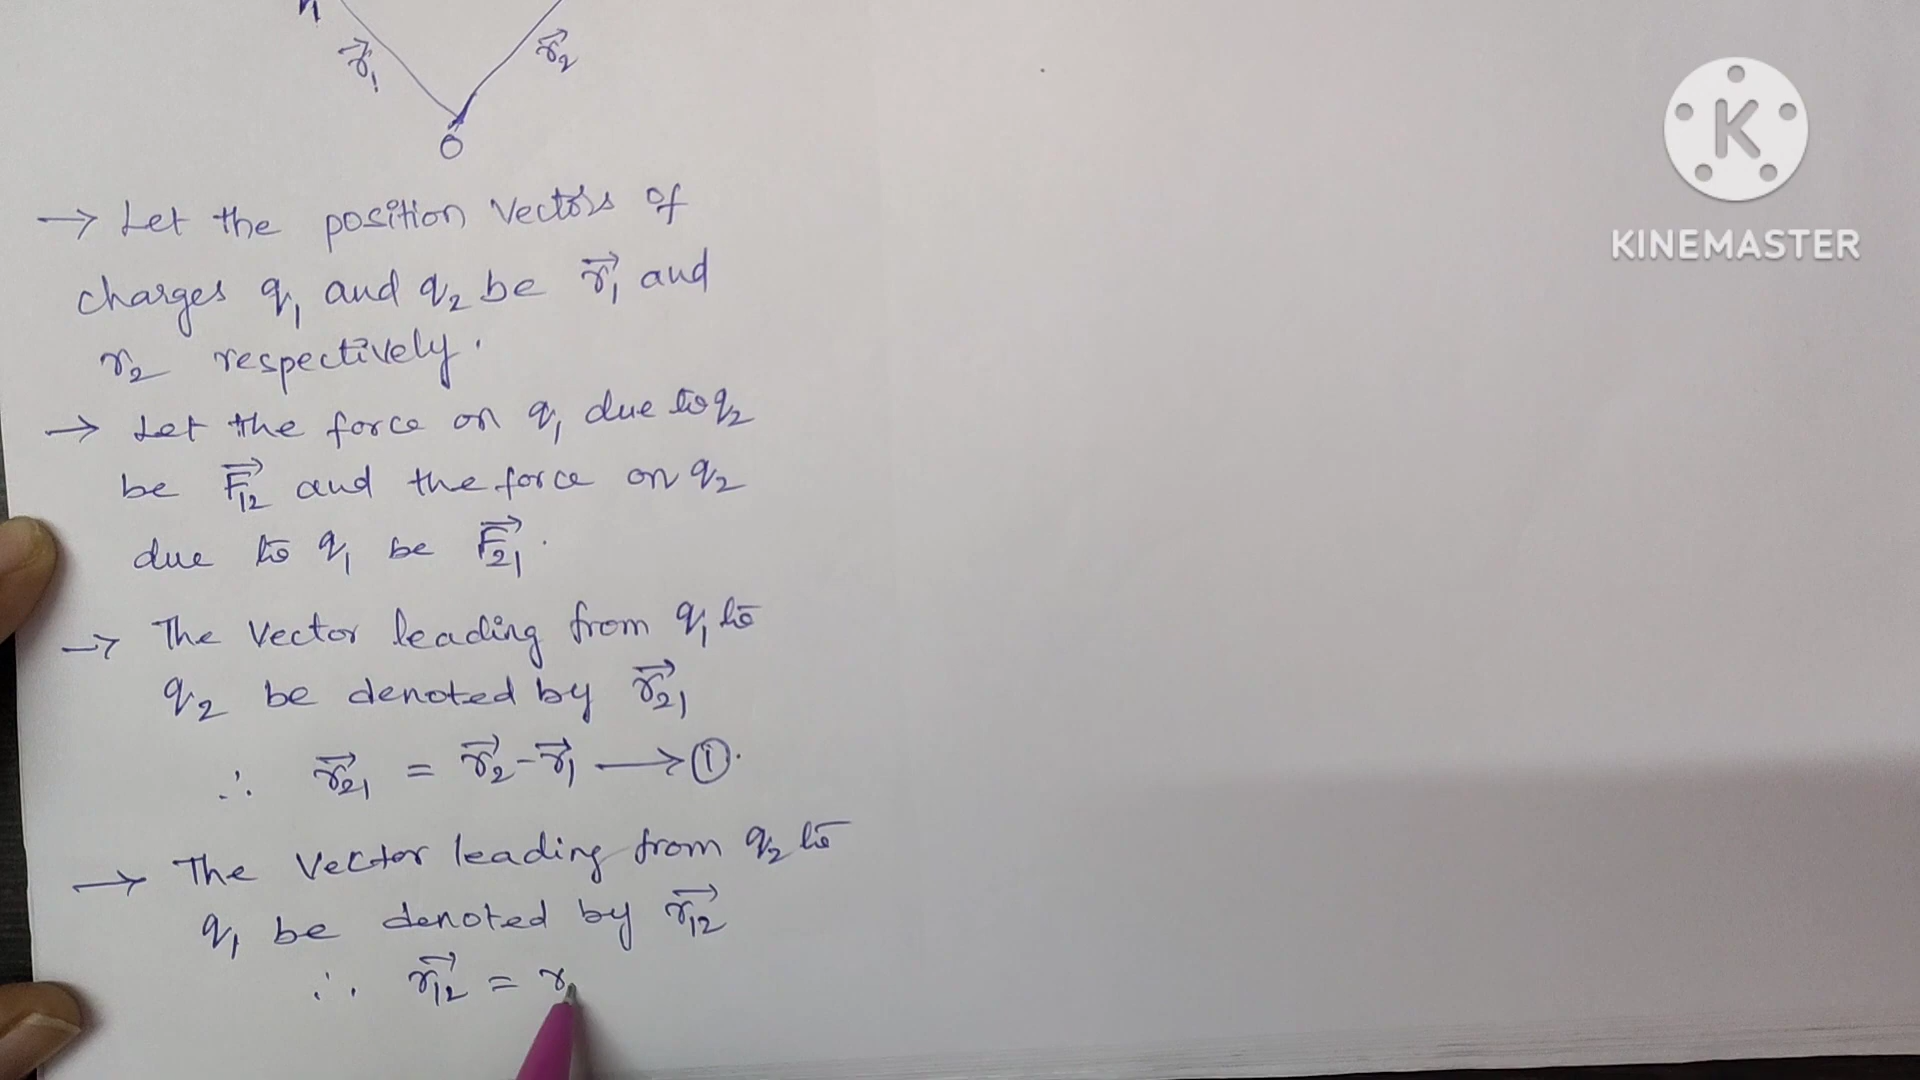 r⃗₁
r⃗₂
O
→ Let the position vectors of
charges q₁ and q₂ be r⃗₁ and
r₂ respectively.
→ Let the force on q₁ due to q₂
be F⃗₁₂ and the force on q₂
due to q₁ be F⃗₂₁.
→ The vector leading from q₁ to
q₂ be denoted by r⃗₂₁
∴ r⃗₂₁ = r⃗₂ - r⃗₁ → ①.
→ The vector leading from q₂ to
q₁ be denoted by r⃗₁₂
∴ r⃗₁₂ = r
K
KINEMASTER